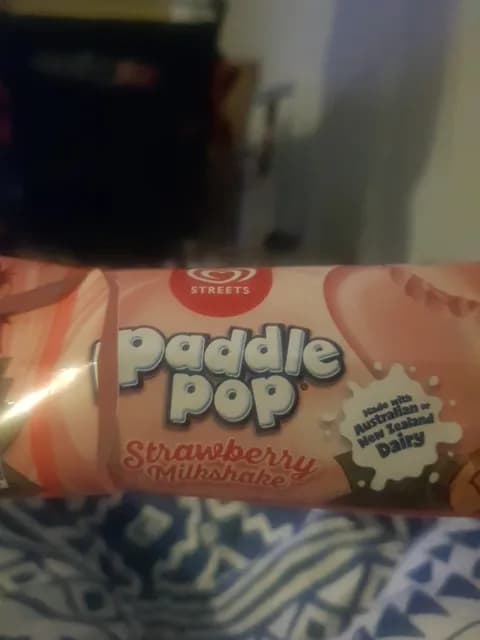 STREETS
Paddle
Pop
Strawberry
Milkshake
Made with
Australian or
New Zealand
Dairy